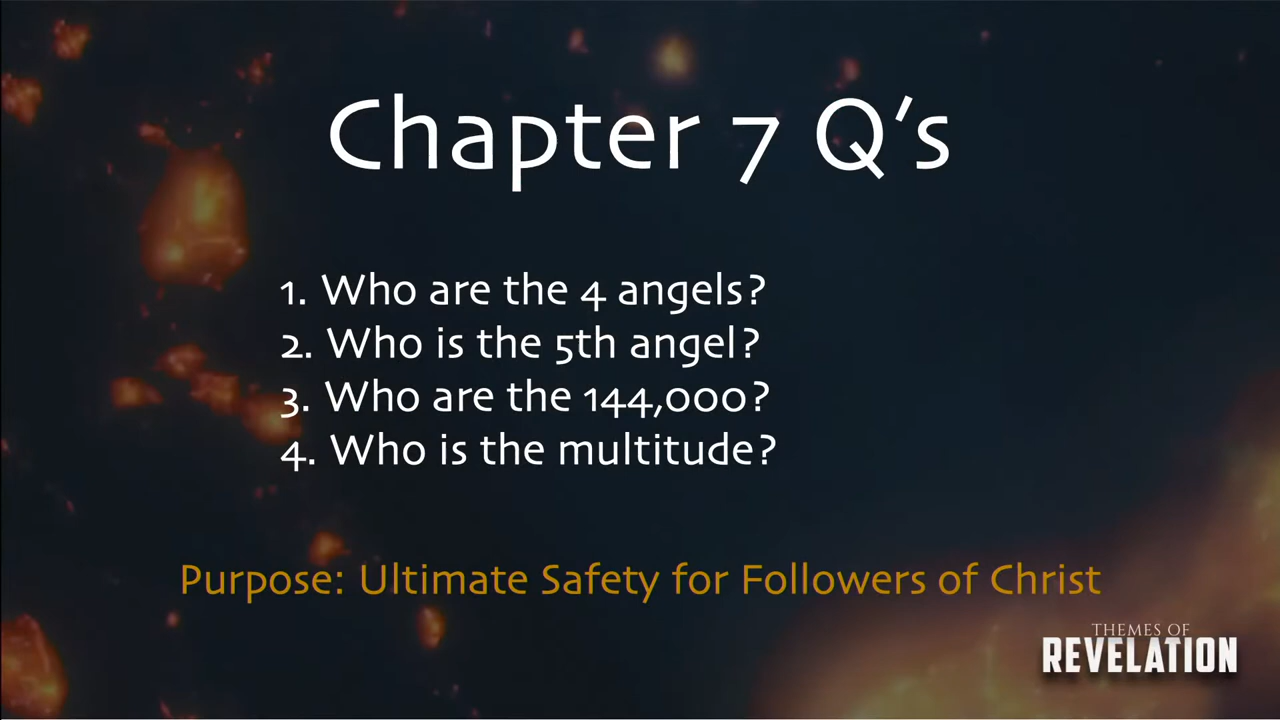 Chapter 7 Q's
1. Who are the 4 angels?
2. Who is the 5th angel?
3. Who are the 144,000?
4. Who is the multitude?
Purpose: Ultimate Safety for Followers of Christ
THEMES OF
REVELATION